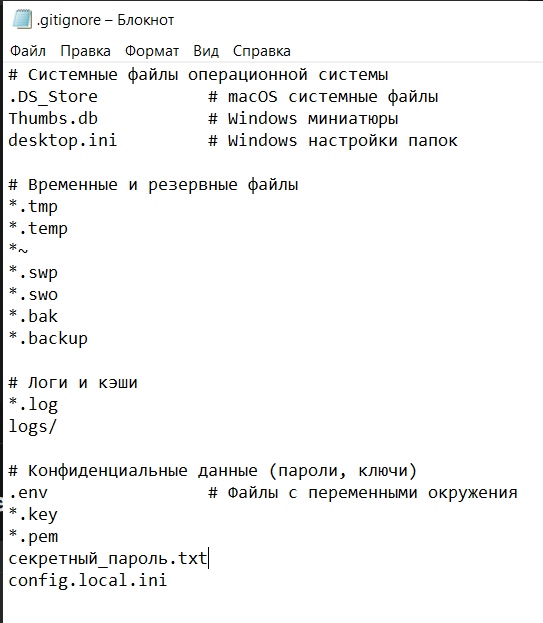 .gitignore – Блокнот
Файл Правка Формат Вид Справка
# Системные файлы операционной системы
.DS_Store # macOS системные файлы
Thumbs.db # Windows миниатюры
desktop.ini # Windows настройки папок
# Временные и резервные файлы
*.tmp
*.temp
*~
*.swp
*.swo
*.bak
*.backup
# Логи и кэши
*.log
logs/
# Конфиденциальные данные (пароли, ключи)
.env # Файлы с переменными окружения
*.key
*.pem
секретный_пароль.txt
config.local.ini